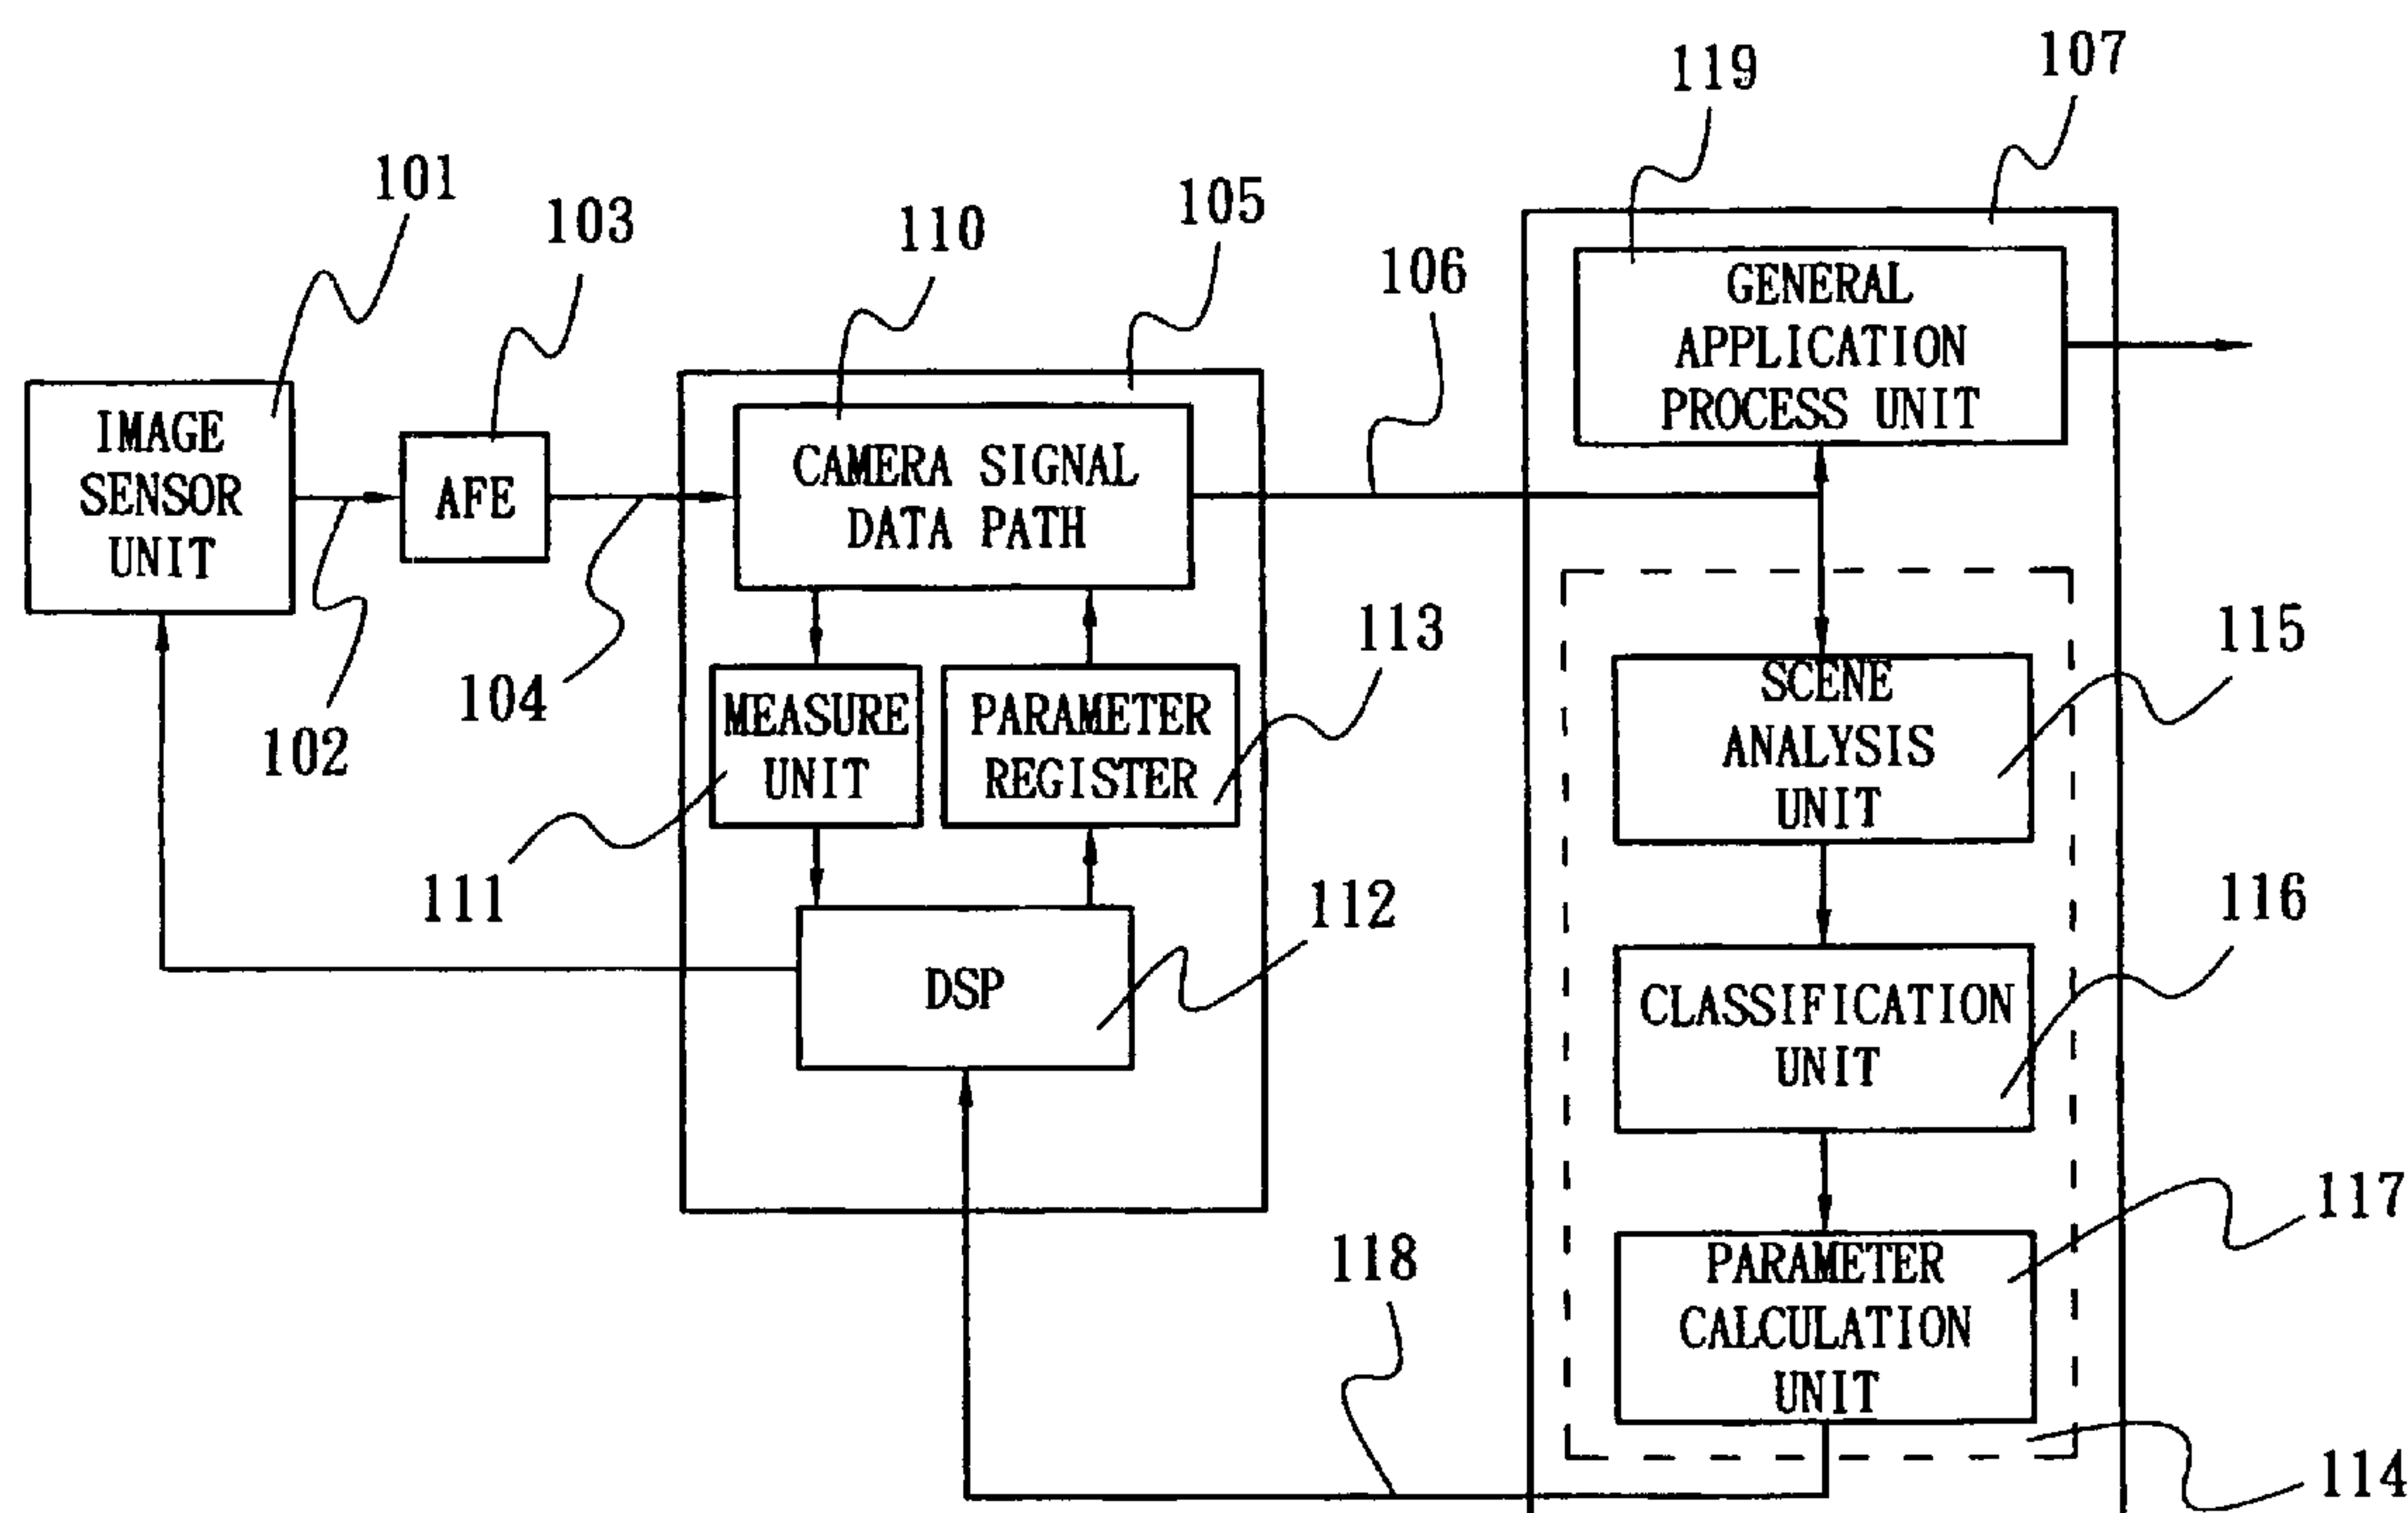 119
107
101
103
110
105
106
IMAGE
SENSOR
UNIT
AFE
CAMERA SIGNAL
DATA PATH
GENERAL
APPLICATION
PROCESS UNIT
102
104
113
115
MEASURE
UNIT
PARAMETER
REGISTER
SCENE
ANALYSIS
UNIT
111
112
116
DSP
CLASSIFICATION
UNIT
118
117
PARAMETER
CALCULATION
UNIT
114